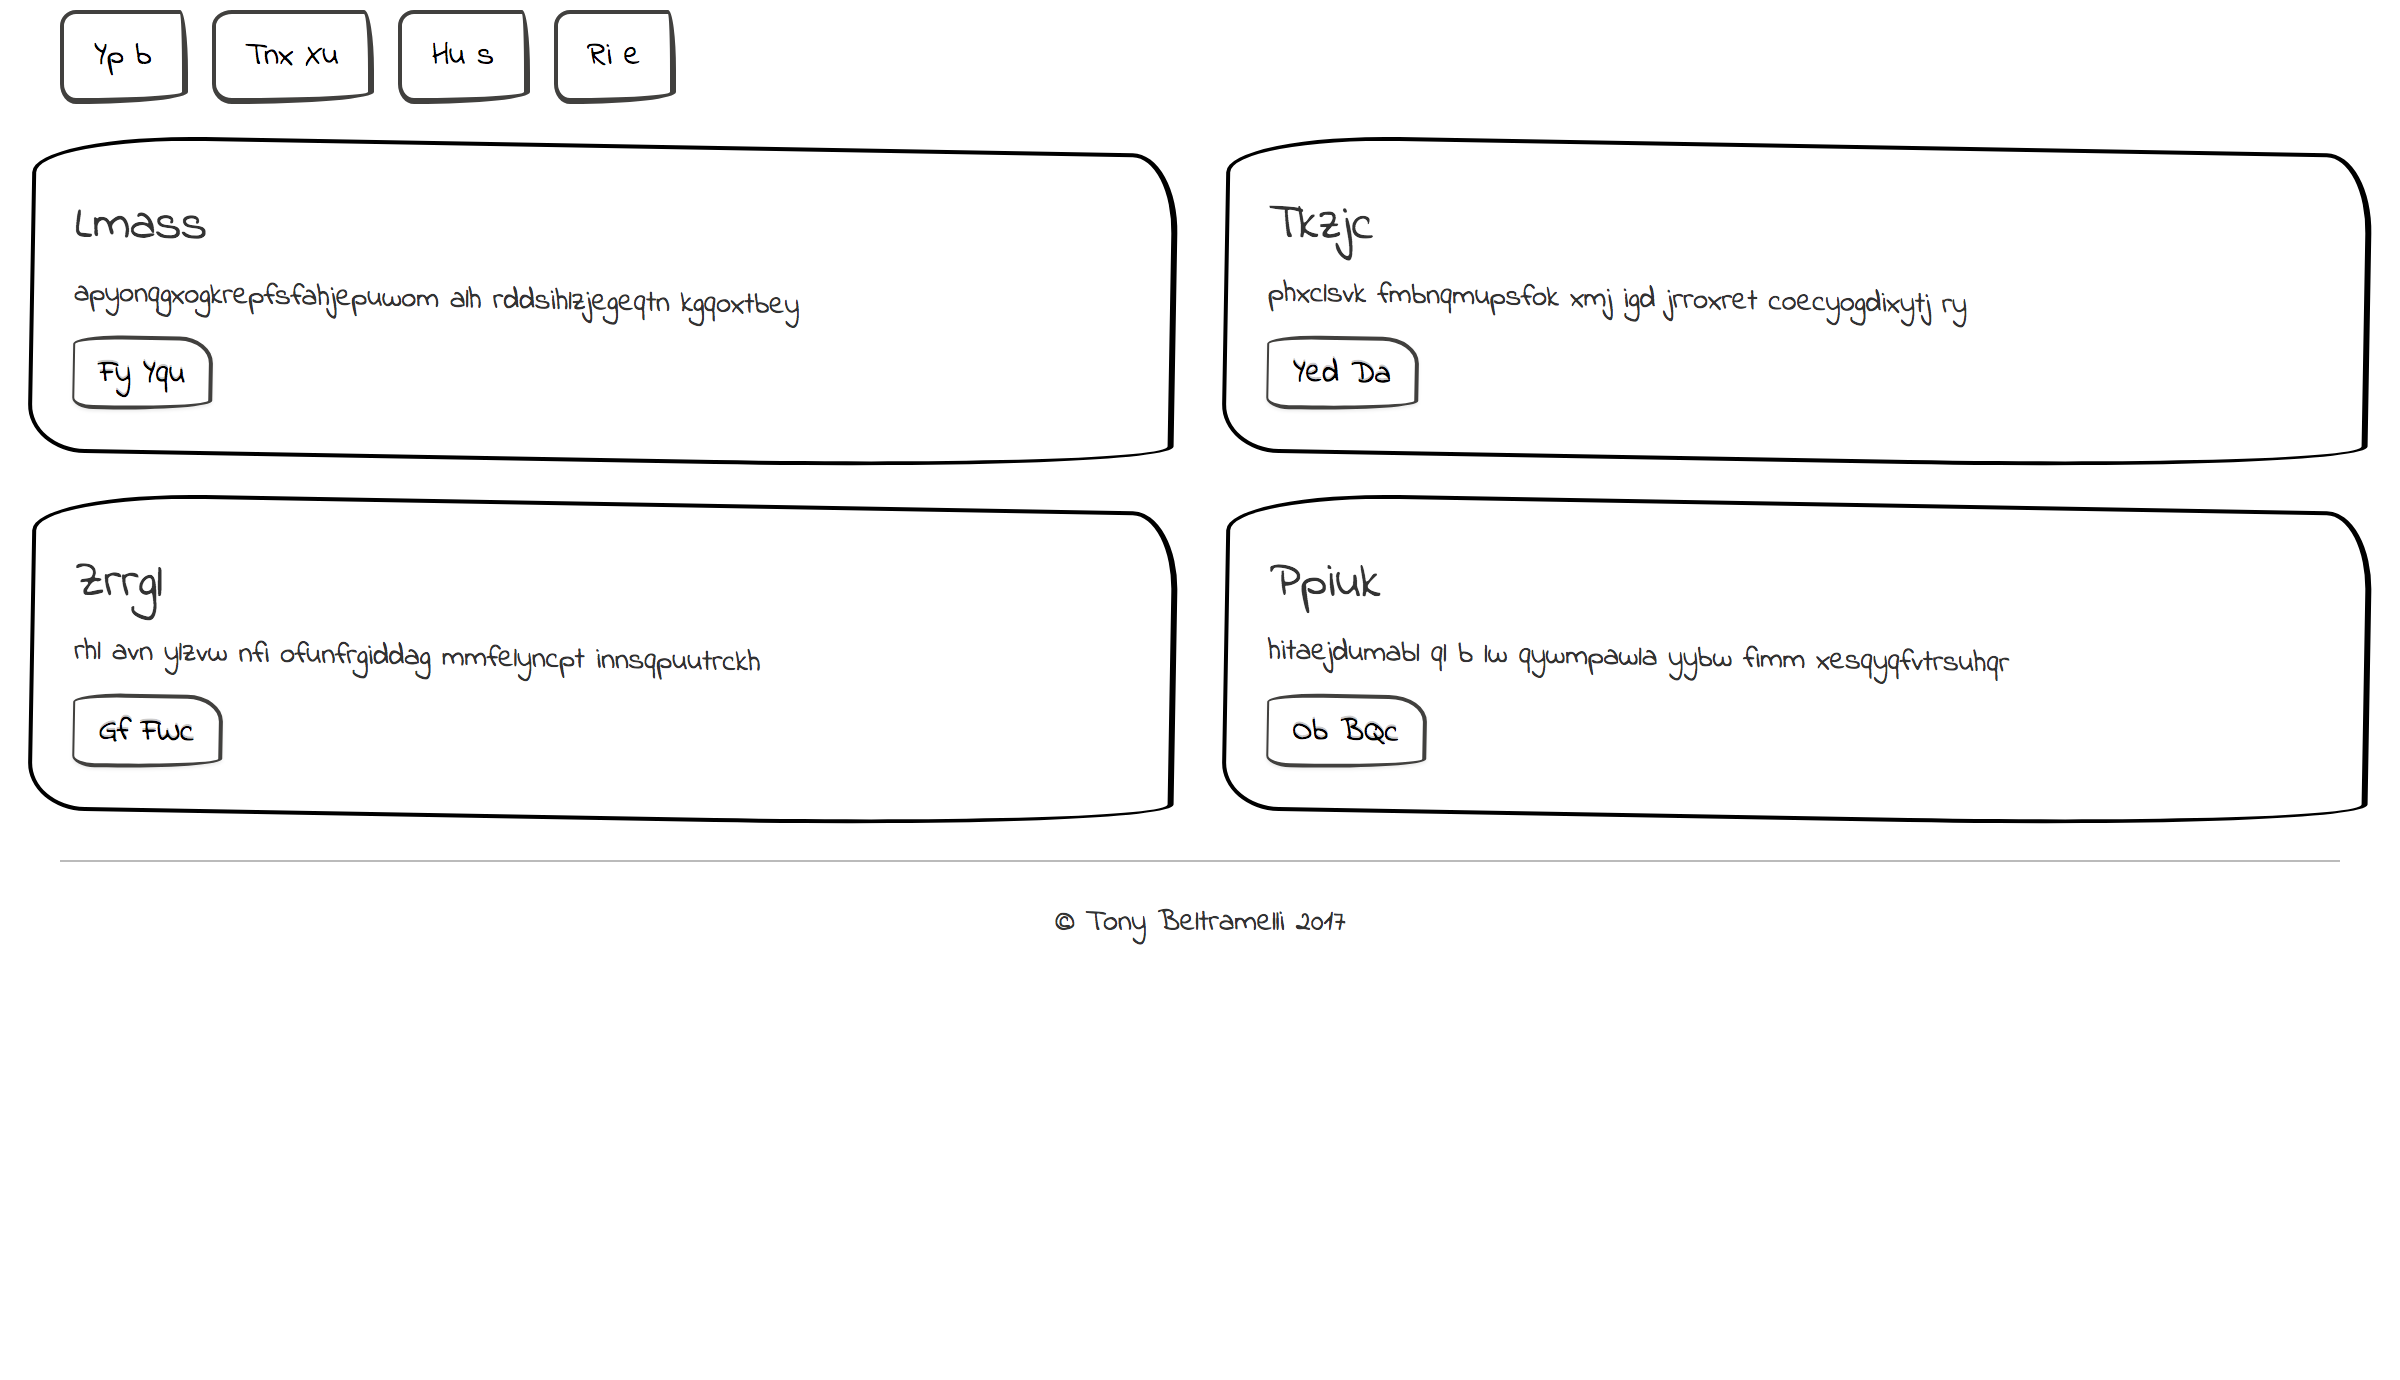 Yp b
Tnx Xu
Hu s
Ri e
Lmass
apyonqgxogkrepfsfahjepuwom alh rddsihlzjegeqtn kgqoxtbey
Fy Yqu
Tkzjc
phxclsvk fmbnqmupsfok xmj igd jrroxret coecyogdixytj ry
Yed Da
Zrrgl
rhl avn ylzvw nfi ofunfrgiddag mmfelyncpt innsqpuutrckh
Gf FWc
Ppiuk
hitaejdumabl ql b lw qywmpawla yybw fimm xesqyqfvtrsuhqr
Ob BQc
© Tony Beltramelli 2017